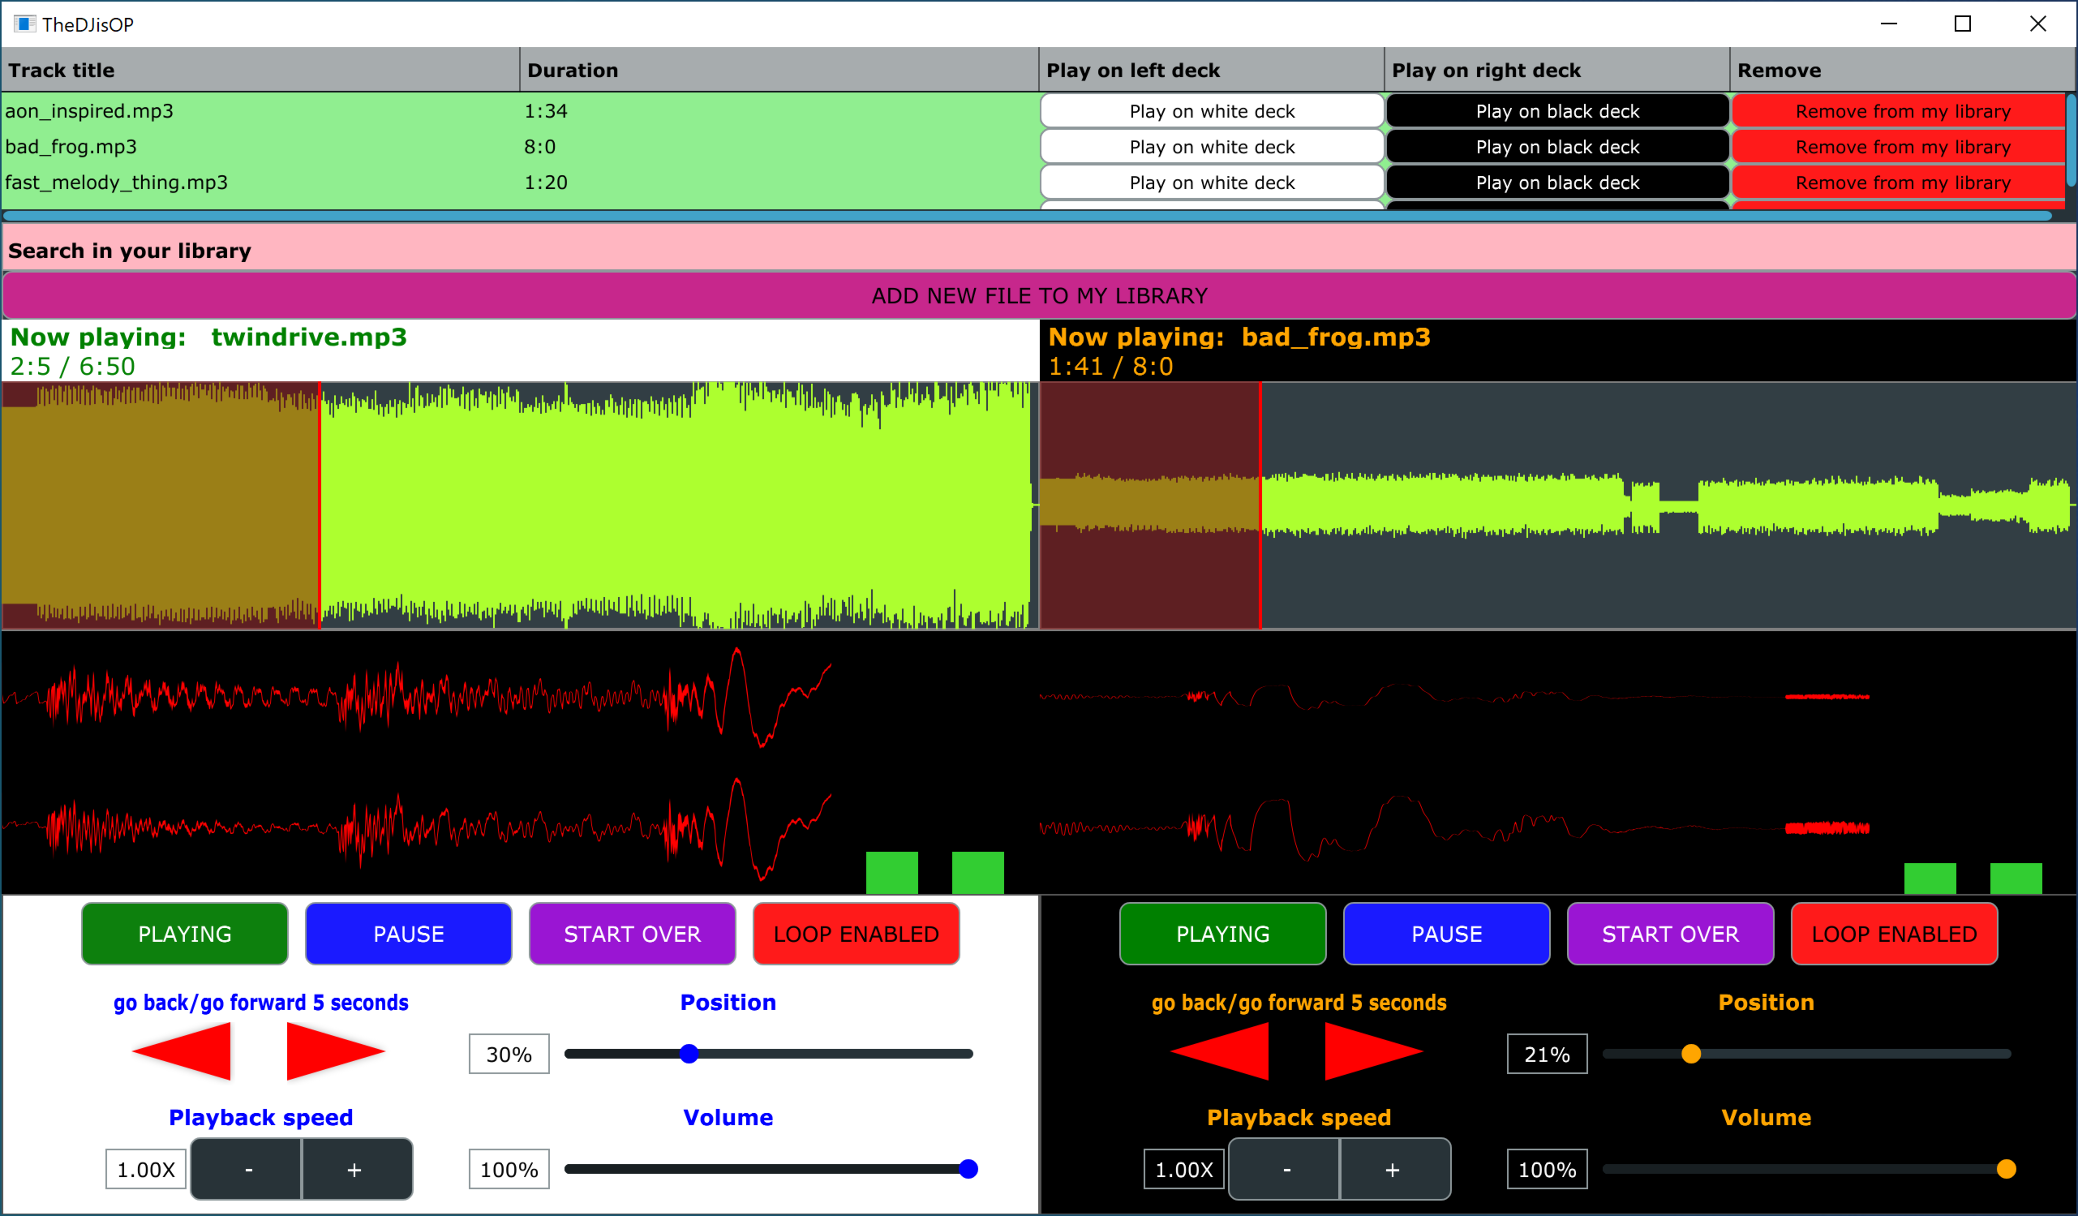 TheDJisOP
Track title Duration Play on left deck Play on right deck Remove
aon_inspired.mp3 1:34 Play on white deck Play on black deck Remove from my library
bad_frog.mp3 8:0 Play on white deck Play on black deck Remove from my library
fast_melody_thing.mp3 1:20 Play on white deck Play on black deck Remove from my library
Search in your library
ADD NEW FILE TO MY LIBRARY
Now playing: twindrive.mp3
2:5 / 6:50
Now playing: bad_frog.mp3
1:41 / 8:0
PLAYING PAUSE START OVER LOOP ENABLED
go back/go forward 5 seconds Position
30%
Playback speed Volume
1.00X - + 100%
PLAYING PAUSE START OVER LOOP ENABLED
go back/go forward 5 seconds Position
21%
Playback speed Volume
1.00X - + 100%